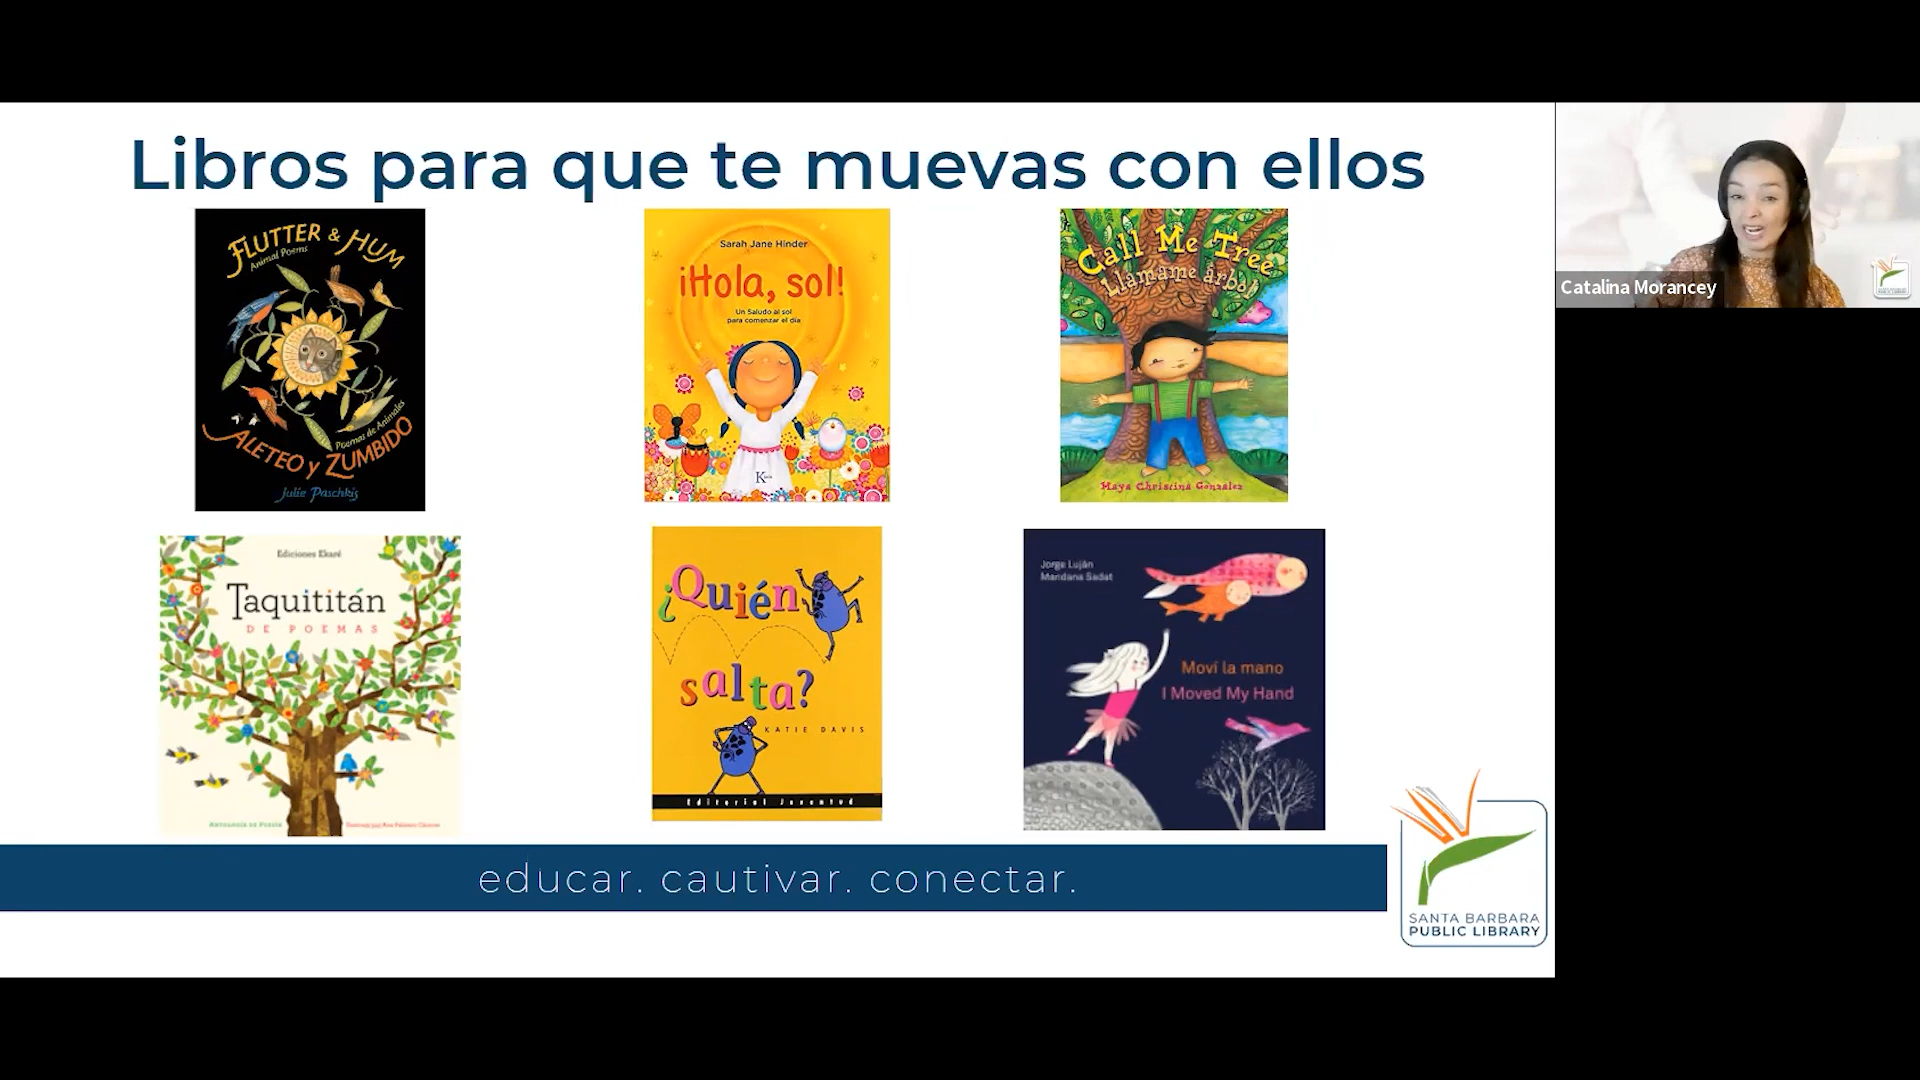 Libros para que te muevas con ellos
FLUTTER & HUM
Animal Poems
Poemas de Animales
ALETEO y ZUMBIDO
Julie Paschkis
Sarah Jane Hinder
¡Hola, sol!
Un Saludo al sol
para comenzar el día
Call Me Tree
Llámame árbol
Maya Christina Gonzalez
Catalina Morancey
Ediciones Ekaré
Taquititán
DE POEMAS
ANTOLOGÍA DE POESÍA
¿Quién
salta?
KATIE DAVIS
Editorial Juventud
Jorge Luján
Mandana Sadat
Moví la mano
I Moved My Hand
educar. cautivar. conectar.
SANTA BARBARA
PUBLIC LIBRARY